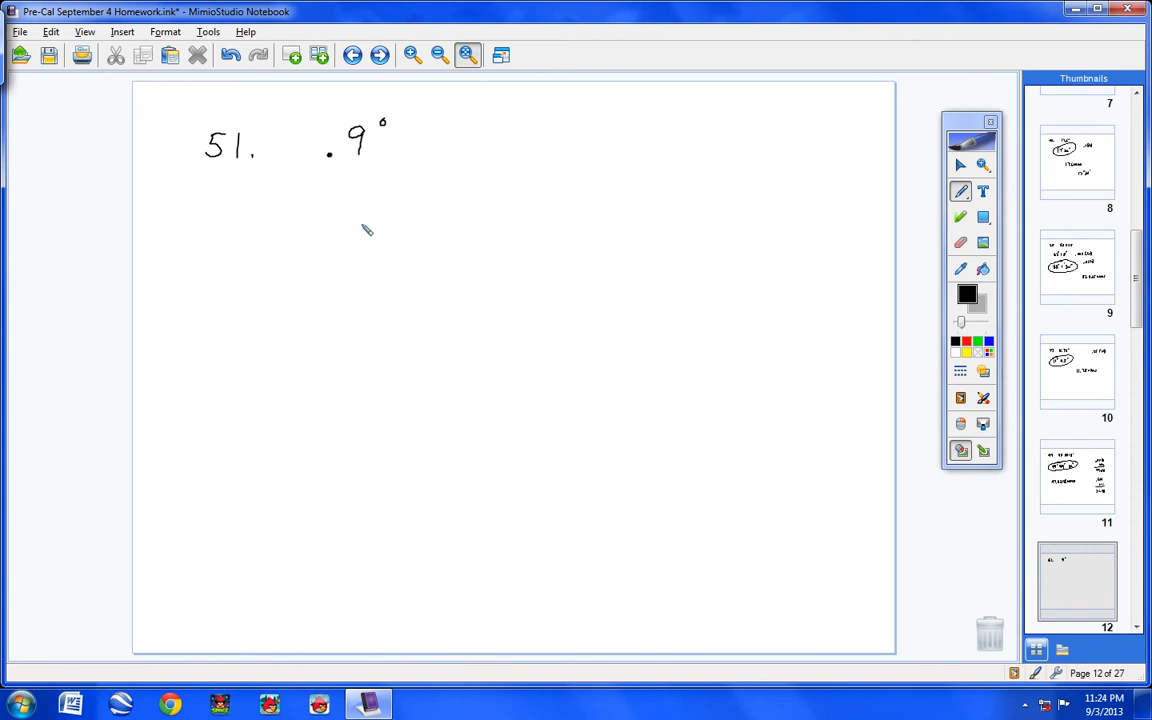 Pre-Cal September 4 Homework.ink* - MimioStudio Notebook
File Edit View Insert Format Tools Help
Thumbnails
51. .9°
7
8
9
10
11
12
Page 12 of 27
11:24 PM
9/3/2013